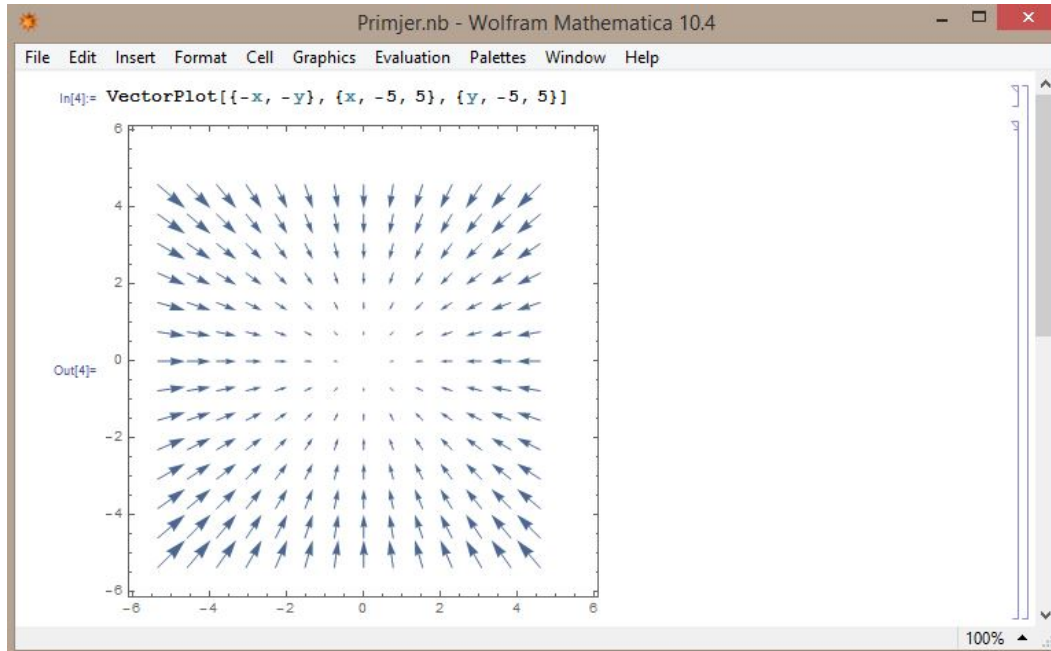 Primjer.nb - Wolfram Mathematica 10.4
File Edit Insert Format Cell Graphics Evaluation Palettes Window Help
In[4]:= VectorPlot[{-x, -y}, {x, -5, 5}, {y, -5, 5}]
6
4
2
Out[4]= 0
-2
-4
-6
-6 -4 -2 0 2 4 6
100%